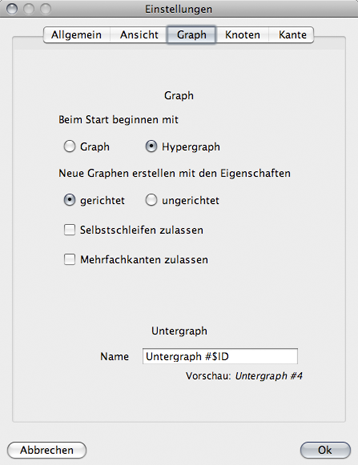 Einstellungen
Allgemein Ansicht Graph Knoten Kante
Graph
Beim Start beginnen mit
Graph Hypergraph
Neue Graphen erstellen mit den Eigenschaften
gerichtet ungerichtet
Selbstschleifen zulassen
Mehrfachkanten zulassen
Untergraph
Name Untergraph #$ID
Vorschau: Untergraph #4
Abbrechen Ok